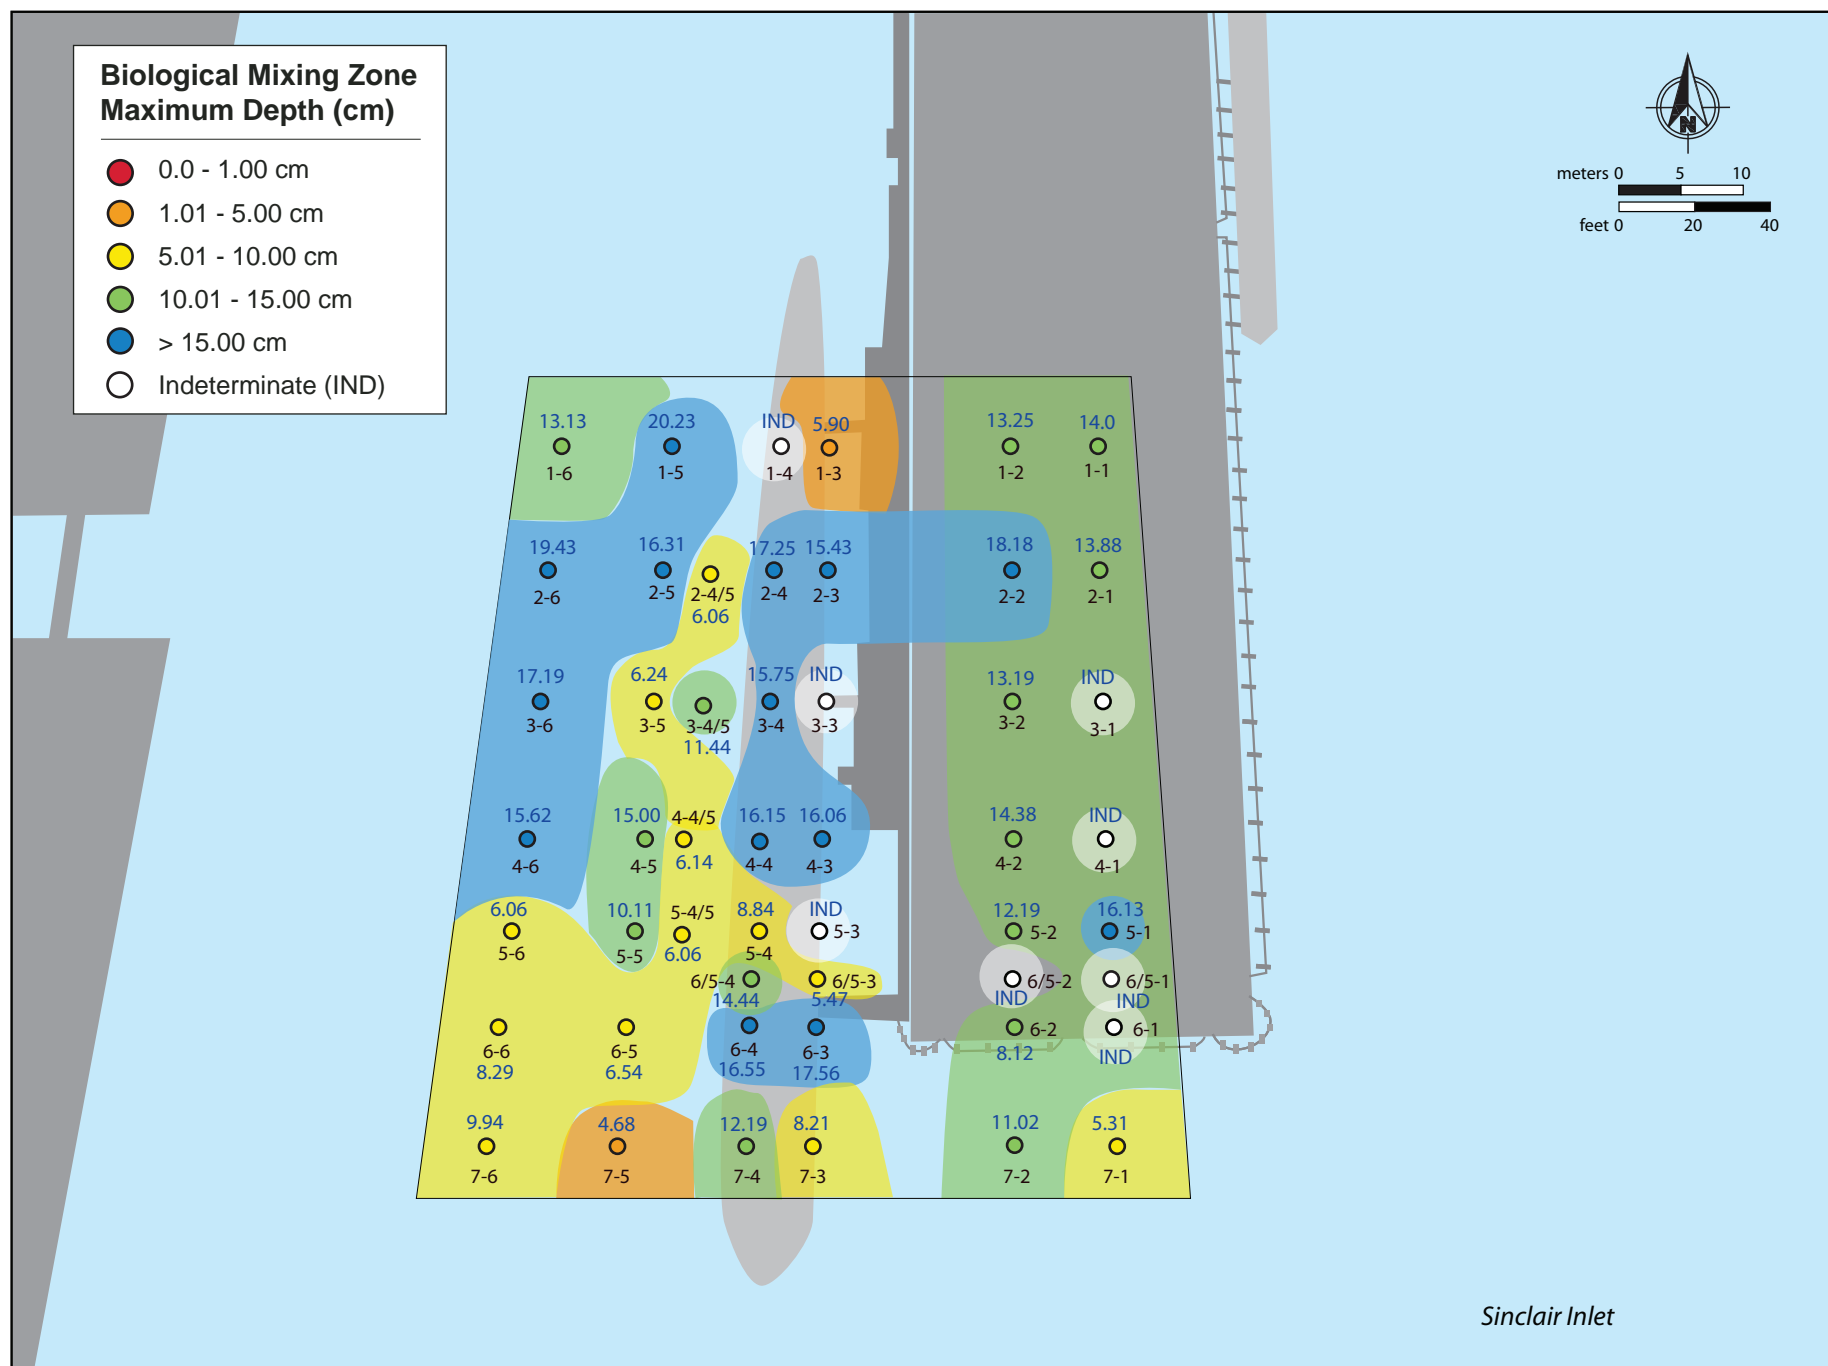 Biological Mixing Zone
Maximum Depth (cm)
0.0 - 1.00 cm
1.01 - 5.00 cm
5.01 - 10.00 cm
10.01 - 15.00 cm
> 15.00 cm
Indeterminate (IND)
N
meters 0 5 10
feet 0 20 40
13.13 20.23 IND 5.90 13.25 14.0
1-6 1-5 1-4 1-3 1-2 1-1
19.43 16.31 17.25 15.43 18.18 13.88
2-6 2-5 2-4/5 2-4 2-3 2-2 2-1
6.06
17.19 6.24 15.75 IND 13.19 IND
3-6 3-5 3-4/5 3-4 3-3 3-2 3-1
11.44
15.62 15.00 4-4/5 16.15 16.06 14.38 IND
4-6 4-5 6.14 4-4 4-3 4-2 4-1
6.06 10.11 5-4/5 8.84 IND 12.19 16.13
5-3 5-2 5-1
5-6 5-5 6.06 5-4
6/5-4 6/5-3 6/5-2 6/5-1
14.44 5.47 IND IND
6-2 6-1
6-6 6-5 6-4 6-3 8.12 IND
8.29 6.54 16.55 17.56
9.94 4.68 12.19 8.21 11.02 5.31
7-6 7-5 7-4 7-3 7-2 7-1
Sinclair Inlet